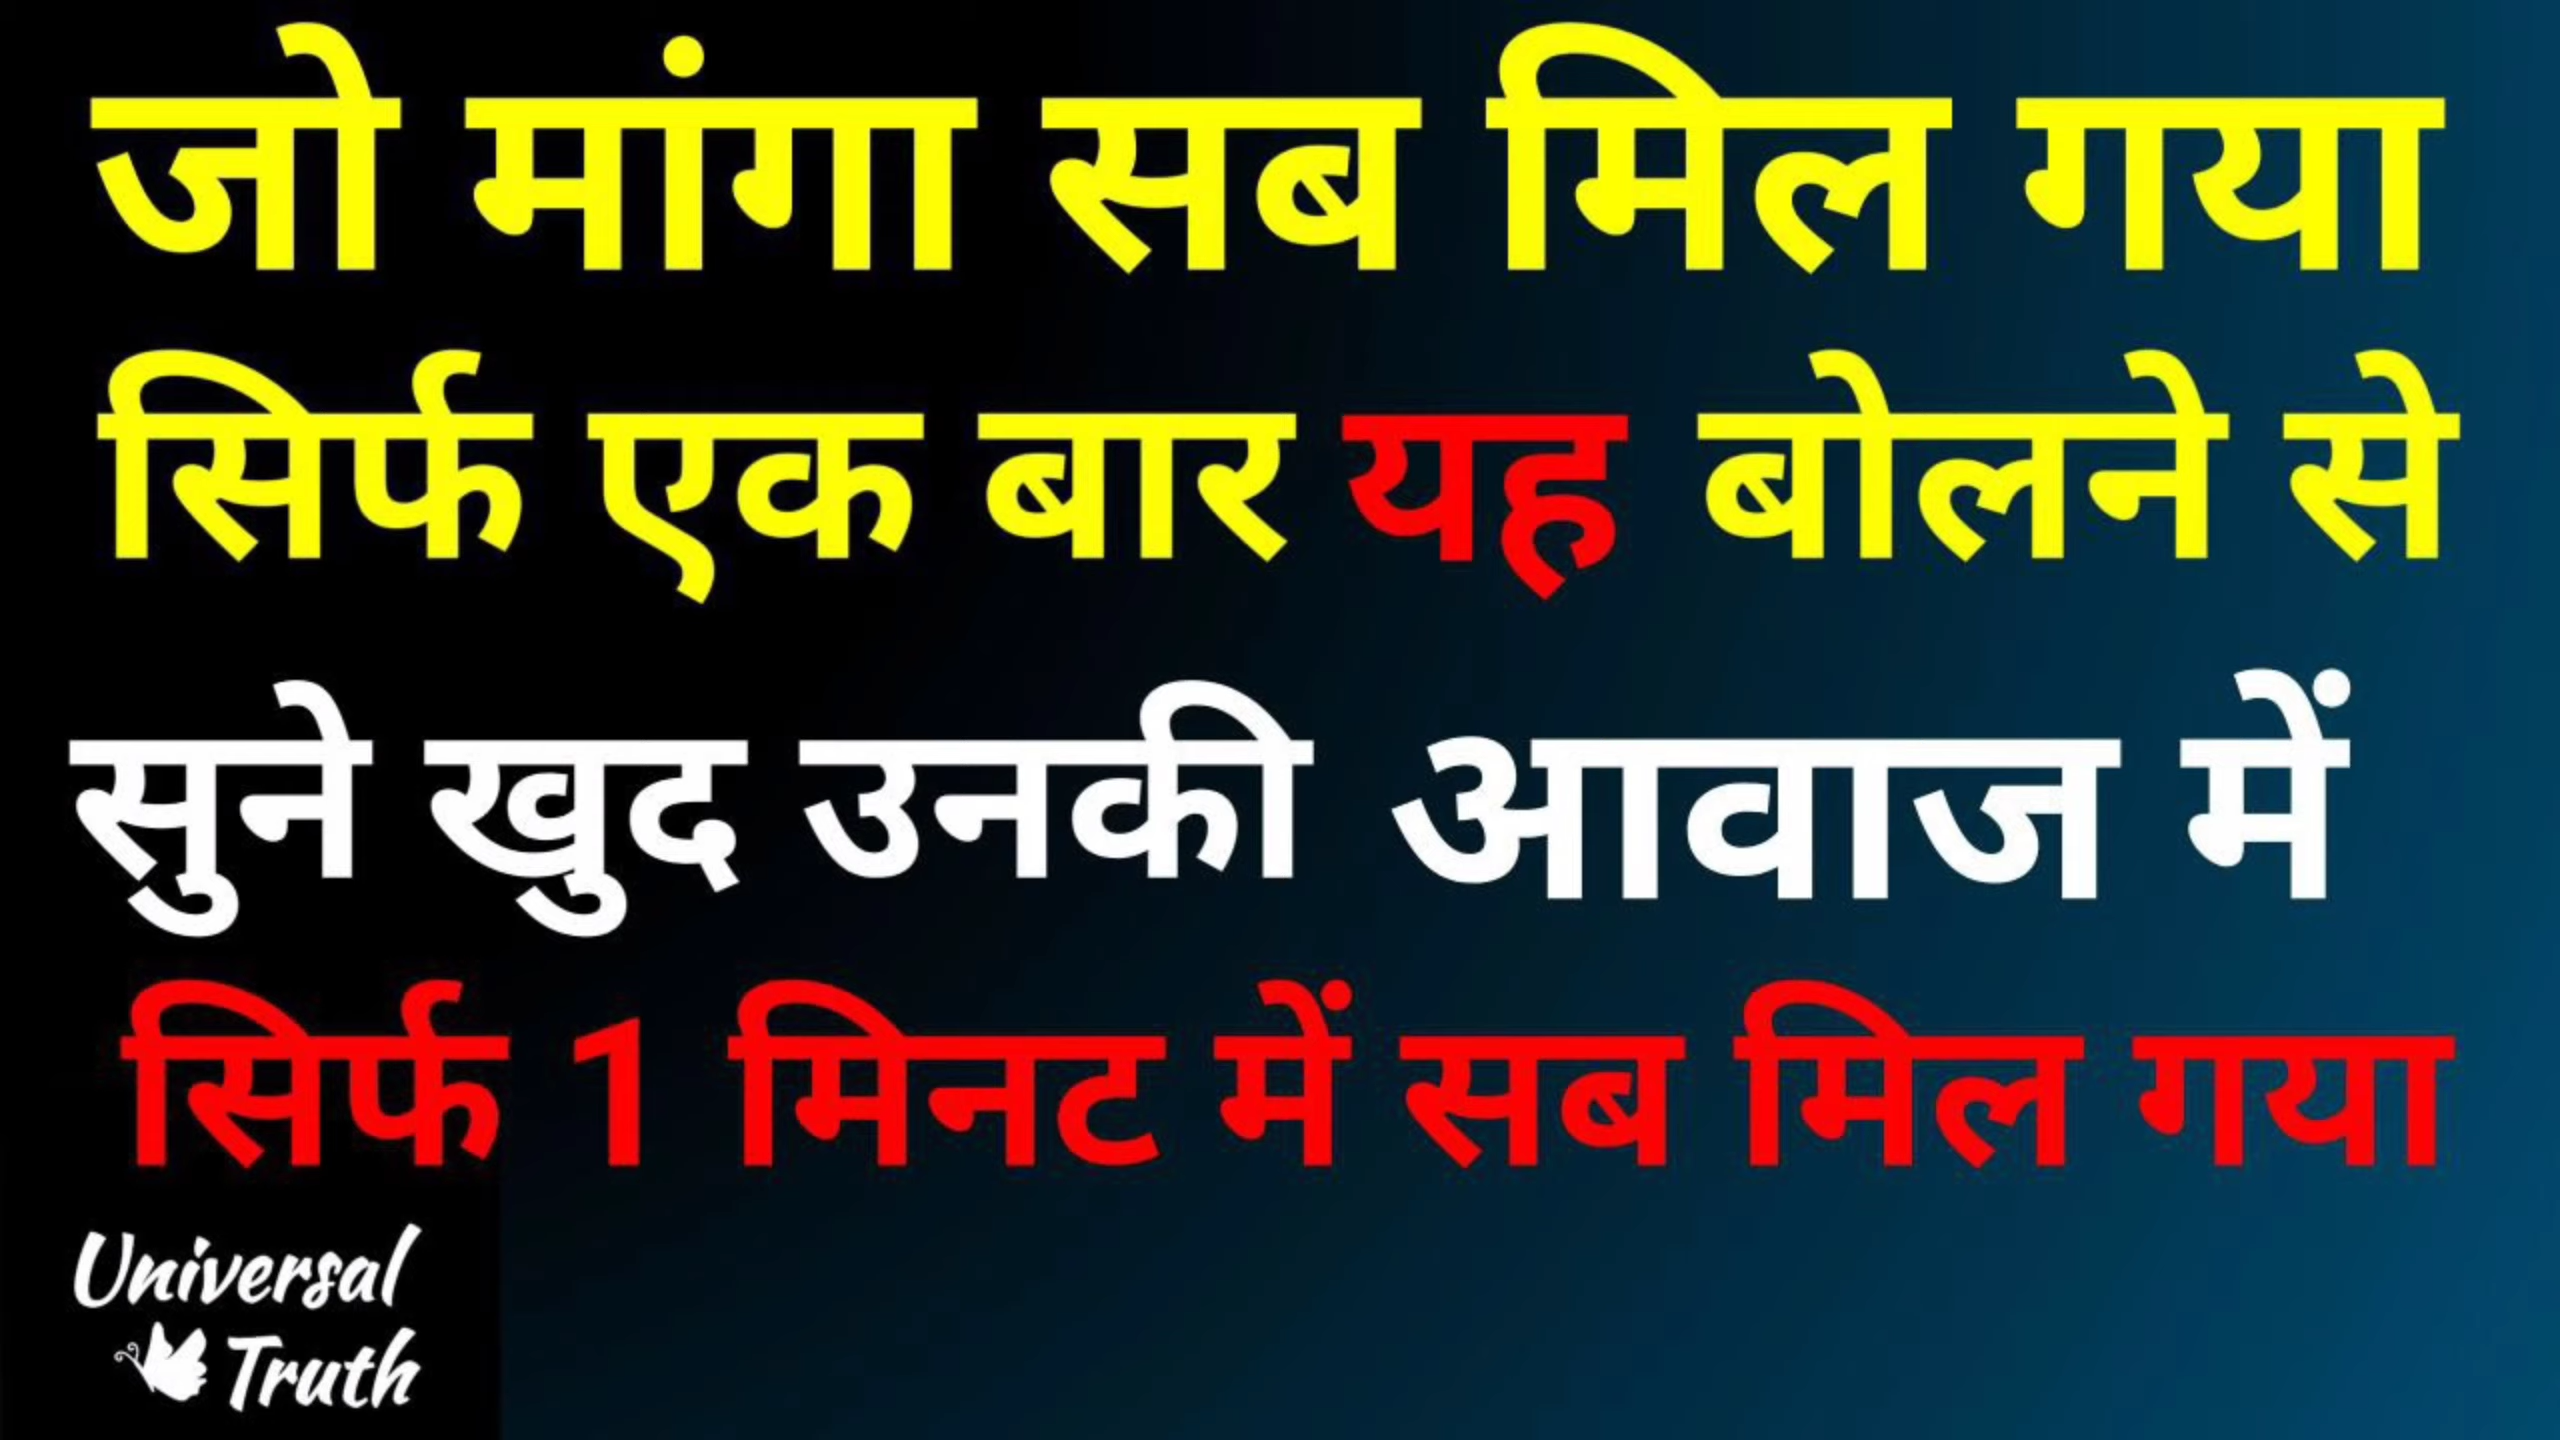 जो मांगा सब मिल गया
सिर्फ एक बार यह बोलने से
सुने खुद उनकी आवाज में
सिर्फ 1 मिनट में सब मिल गया
Universal
Truth